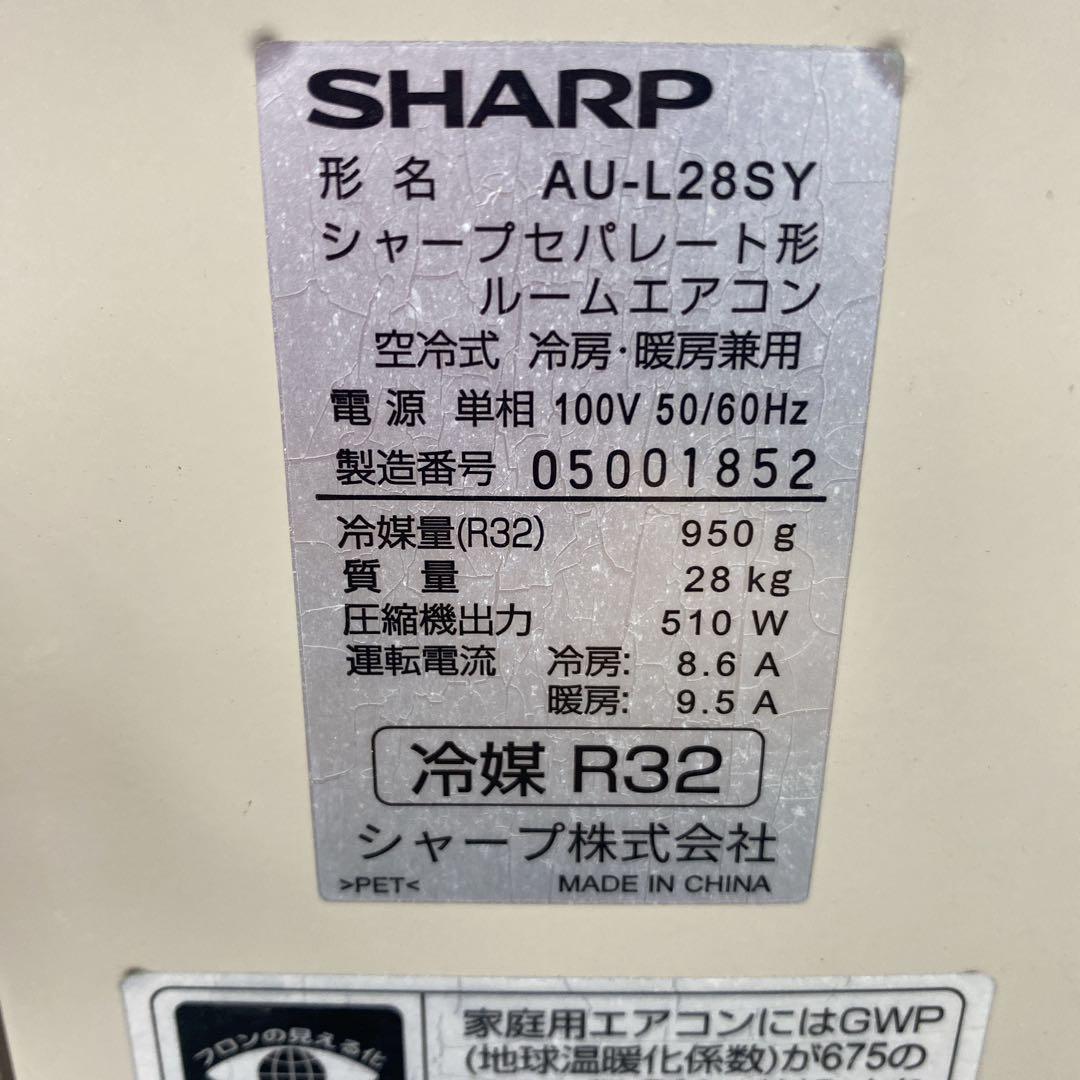 SHARP
形名 AU-L28SY
シャープセパレート形
ルームエアコン
空冷式 冷房·暖房兼用
電源 単相 100V 50/60Hz
製造番号 05001852
冷媒量(R32) 950 g
質量 28 kg
圧縮機出力 510 W
運転電流 冷房: 8.6 A
暖房: 9.5 A
冷媒 R32
シャープ株式会社
>PET< MADE IN CHINA
フロンの見える化
家庭用エアコンにはGWP
(地球温暖化係数)が675の